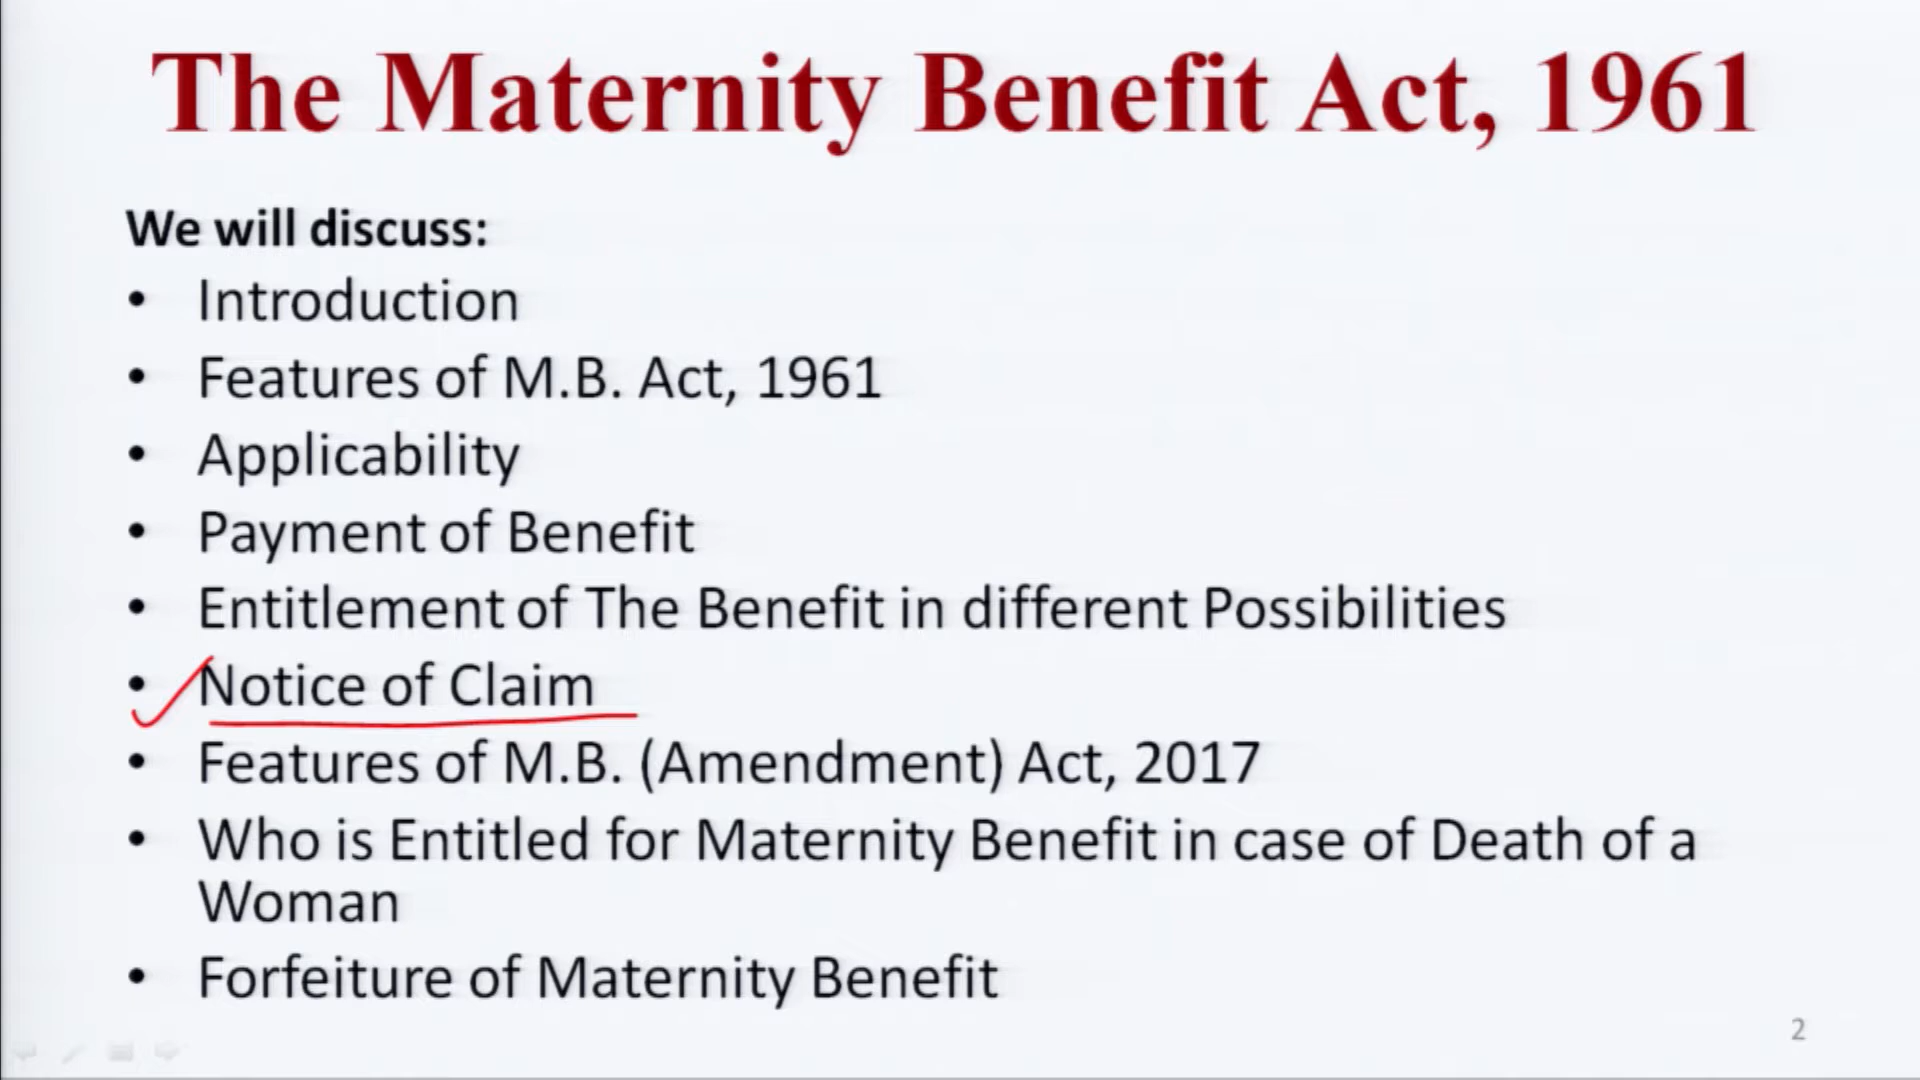 The Maternity Benefit Act, 1961
We will discuss:
• Introduction
• Features of M.B. Act, 1961
• Applicability
• Payment of Benefit
• Entitlement of The Benefit in different Possibilities
• Notice of Claim
• Features of M.B. (Amendment) Act, 2017
• Who is Entitled for Maternity Benefit in case of Death of a
Woman
• Forfeiture of Maternity Benefit
2